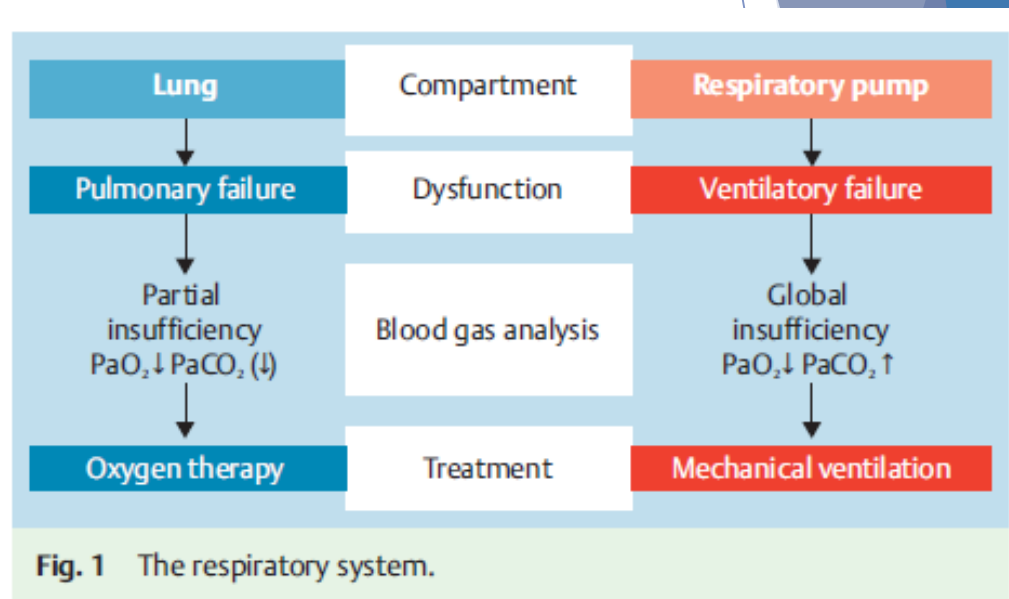 Lung Compartment Respiratory pump
Pulmonary failure Dysfunction Ventilatory failure
Partial
insufficiency
PaO₂↓ PaCO₂ (↓)
Blood gas analysis
Global
insufficiency
PaO₂↓ PaCO₂ ↑
Oxygen therapy Treatment Mechanical ventilation
Fig. 1 The respiratory system.